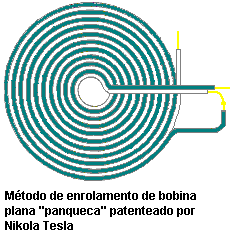 Método de enrolamento de bobina
plana "panqueca" patenteado por
Nikola Tesla